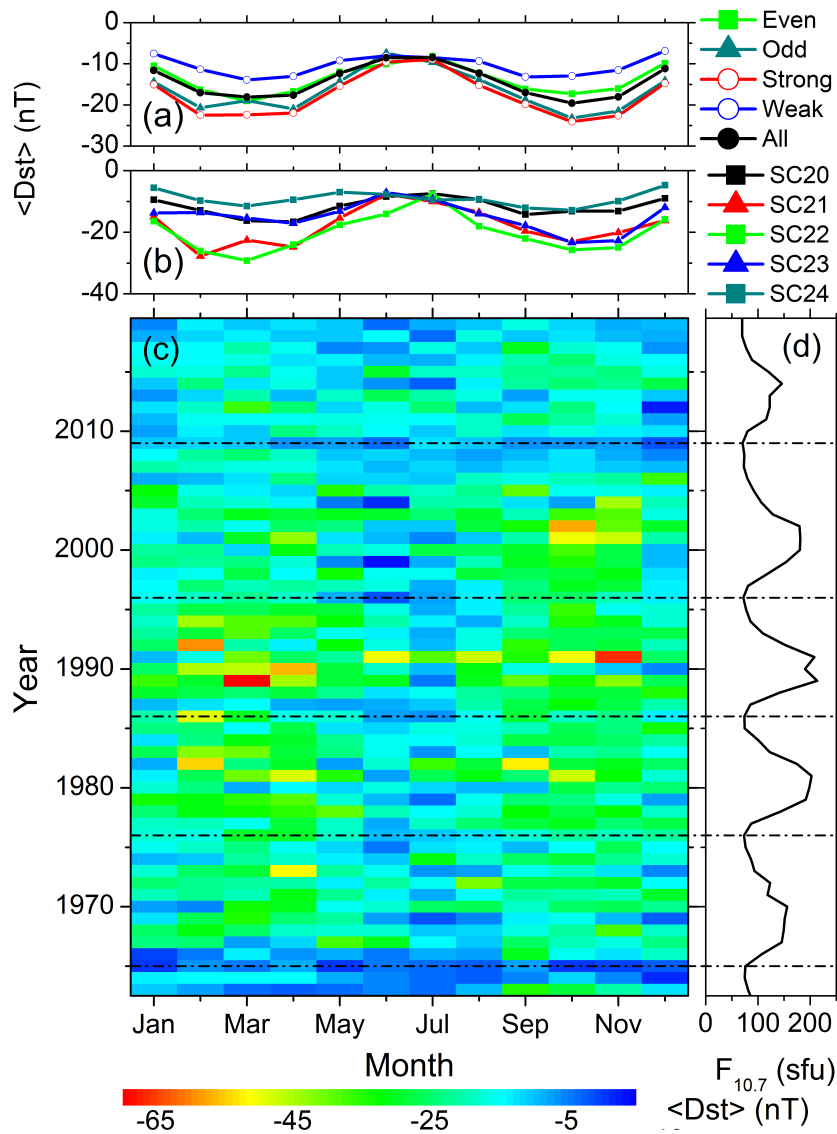 0
-10
-20
-30
(a)
Even
Odd
Strong
Weak
All
<Dst> (nT)
0
-20
-40
(b)
SC20
SC21
SC22
SC23
SC24
(c)
(d)
2010
2000
1990
1980
1970
Year
Jan Mar May Jul Sep Nov
Month
0 100 200
F10.7 (sfu)
-65 -45 -25 -5
<Dst> (nT)